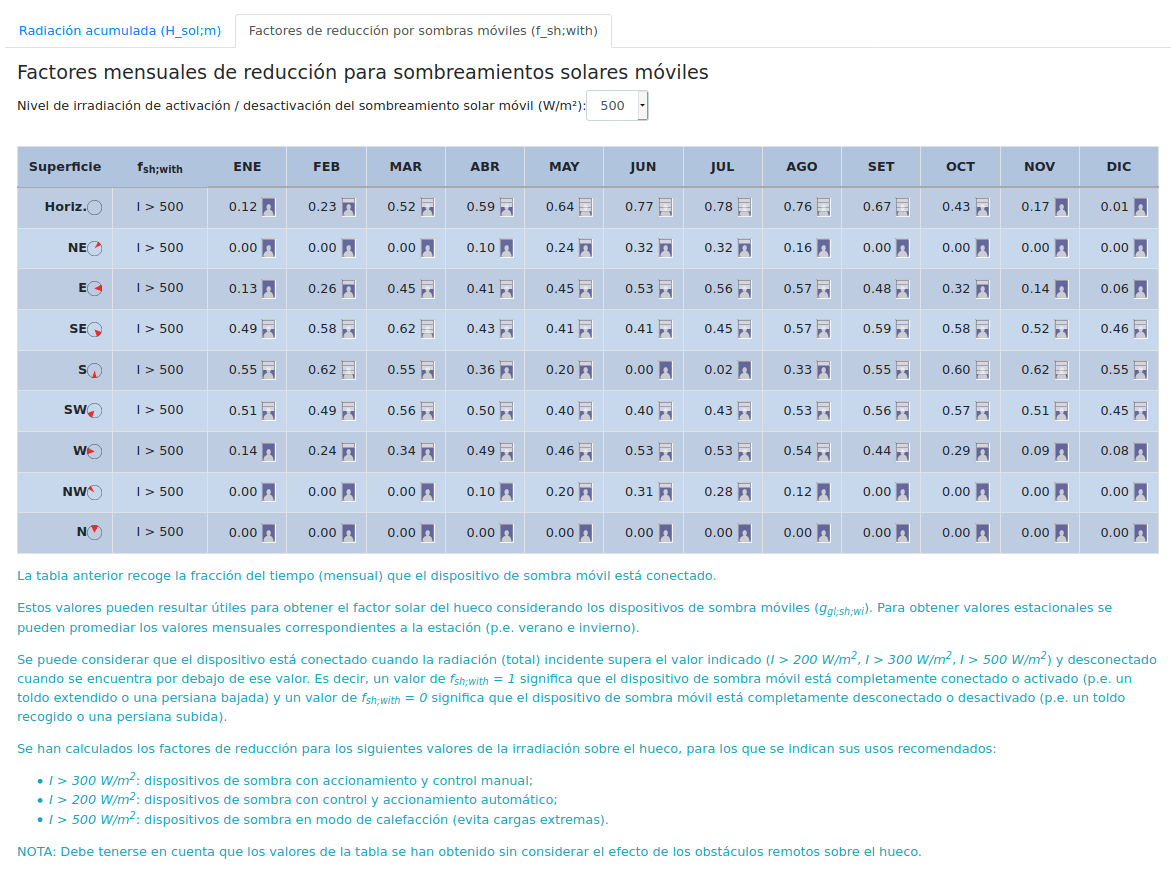 Radiación acumulada (H_sol;m) Factores de reducción por sombras móviles (f_sh;with)
Factores mensuales de reducción para sombreamientos solares móviles
Nivel de irradiación de activación / desactivación del sombreamiento solar móvil (W/m²): 500
Superficie f_sh;with ENE FEB MAR ABR MAY JUN JUL AGO SET OCT NOV DIC
Horiz. I > 500 0.12 0.23 0.52 0.59 0.64 0.77 0.78 0.76 0.67 0.43 0.17 0.01
NE I > 500 0.00 0.00 0.00 0.10 0.24 0.32 0.32 0.16 0.00 0.00 0.00 0.00
E I > 500 0.13 0.26 0.45 0.41 0.45 0.53 0.56 0.57 0.48 0.32 0.14 0.06
SE I > 500 0.49 0.58 0.62 0.43 0.41 0.41 0.45 0.57 0.59 0.58 0.52 0.46
S I > 500 0.55 0.62 0.55 0.36 0.20 0.00 0.02 0.33 0.55 0.60 0.62 0.55
SW I > 500 0.51 0.49 0.56 0.50 0.40 0.40 0.43 0.53 0.56 0.57 0.51 0.45
W I > 500 0.14 0.24 0.34 0.49 0.46 0.53 0.53 0.54 0.44 0.29 0.09 0.08
NW I > 500 0.00 0.00 0.00 0.10 0.20 0.31 0.28 0.12 0.00 0.00 0.00 0.00
N I > 500 0.00 0.00 0.00 0.00 0.00 0.00 0.00 0.00 0.00 0.00 0.00 0.00
La tabla anterior recoge la fracción del tiempo (mensual) que el dispositivo de sombra móvil está conectado.
Estos valores pueden resultar útiles para obtener el factor solar del hueco considerando los dispositivos de sombra móviles (g_gl;sh;wi). Para obtener valores estacionales se
pueden promediar los valores mensuales correspondientes a la estación (p.e. verano e invierno).
Se puede considerar que el dispositivo está conectado cuando la radiación (total) incidente supera el valor indicado (I > 200 W/m², I > 300 W/m², I > 500 W/m²) y desconectado
cuando se encuentra por debajo de ese valor. Es decir, un valor de f_sh;with = 1 significa que el dispositivo de sombra móvil está completamente conectado o activado (p.e. un
toldo extendido o una persiana bajada) y un valor de f_sh;with = 0 significa que el dispositivo de sombra móvil está completamente desconectado o desactivado (p.e. un toldo
recogido o una persiana subida).
Se han calculados los factores de reducción para los siguientes valores de la irradiación sobre el hueco, para los que se indican sus usos recomendados:
• I > 300 W/m²: dispositivos de sombra con accionamiento y control manual;
• I > 200 W/m²: dispositivos de sombra con control y accionamiento automático;
• I > 500 W/m²: dispositivos de sombra en modo de calefacción (evita cargas extremas).
NOTA: Debe tenerse en cuenta que los valores de la tabla se han obtenido sin considerar el efecto de los obstáculos remotos sobre el hueco.